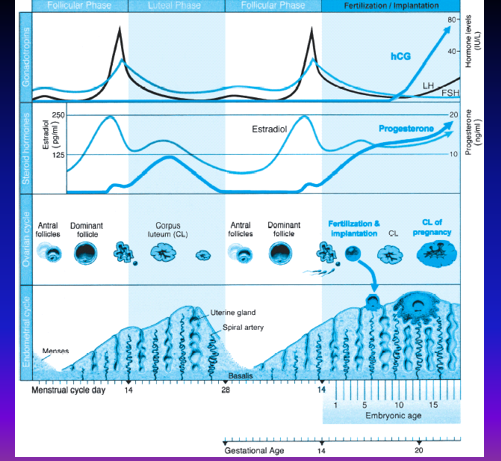 Follicular Phase
Luteal Phase
Follicular Phase
Fertilization / Implantation
Gonadotropins
hCG
LH
FSH
80
40
Hormone levels
(IU/L)
Steroid hormones
Estradiol
(pg/ml)
250
125
Estradiol
Progesterone
20
10
Progesterone
(ng/ml)
Ovarian cycle
Antral
follicles
Dominant
follicle
Corpus
luteum (CL)
Antral
follicles
Dominant
follicle
Fertilization &
implantation
CL
CL of
pregnancy
Endometrial cycle
Menses
Uterine gland
Spiral artery
Basalis
Menstrual cycle day
14
28
14
1
5
10
15
Embryonic age
Gestational Age
14
20